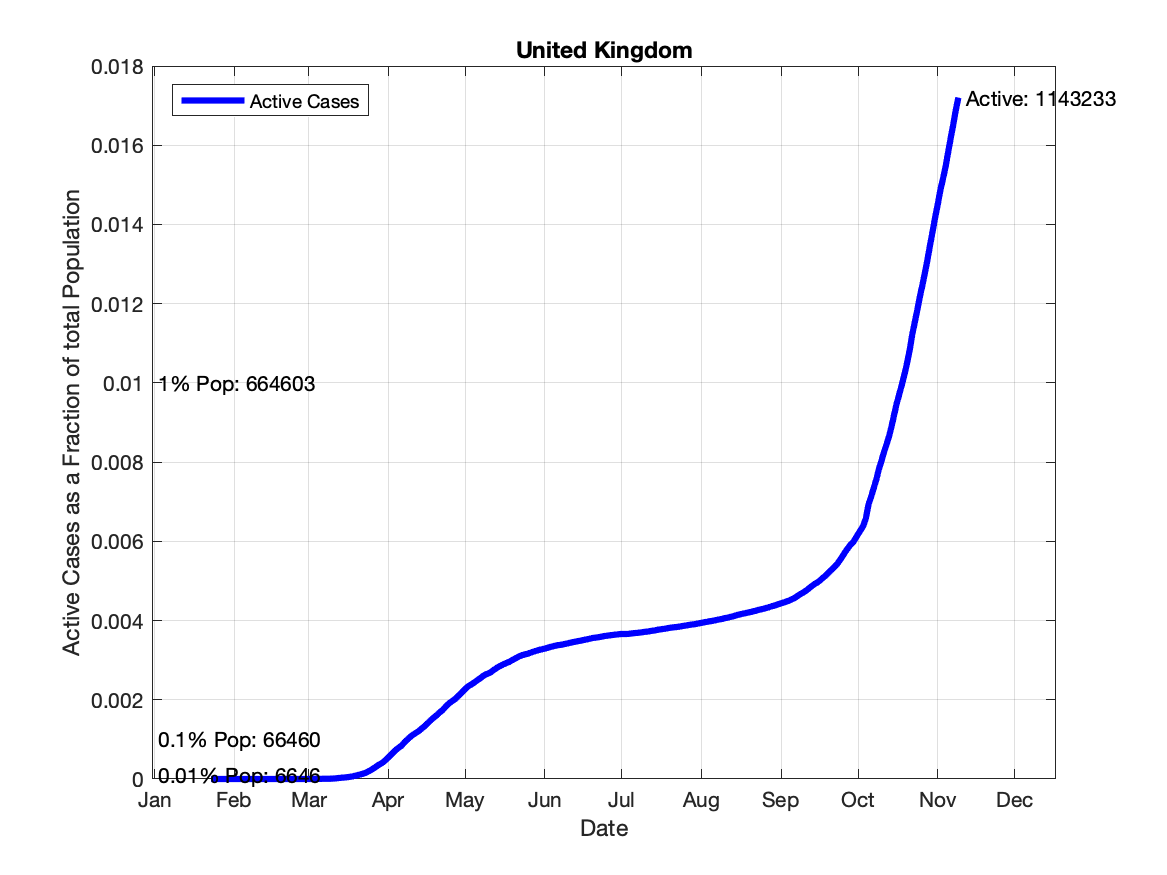 United Kingdom
0.018
Active Cases
Active: 1143233
0.016
0.014
0.012
0.01
1% Pop: 664603
0.008
0.006
0.004
0.002
0.1% Pop: 66460
0
0.01% Pop: 6646
Active Cases as a Fraction of total Population
Jan Feb Mar Apr May Jun Jul Aug Sep Oct Nov Dec
Date